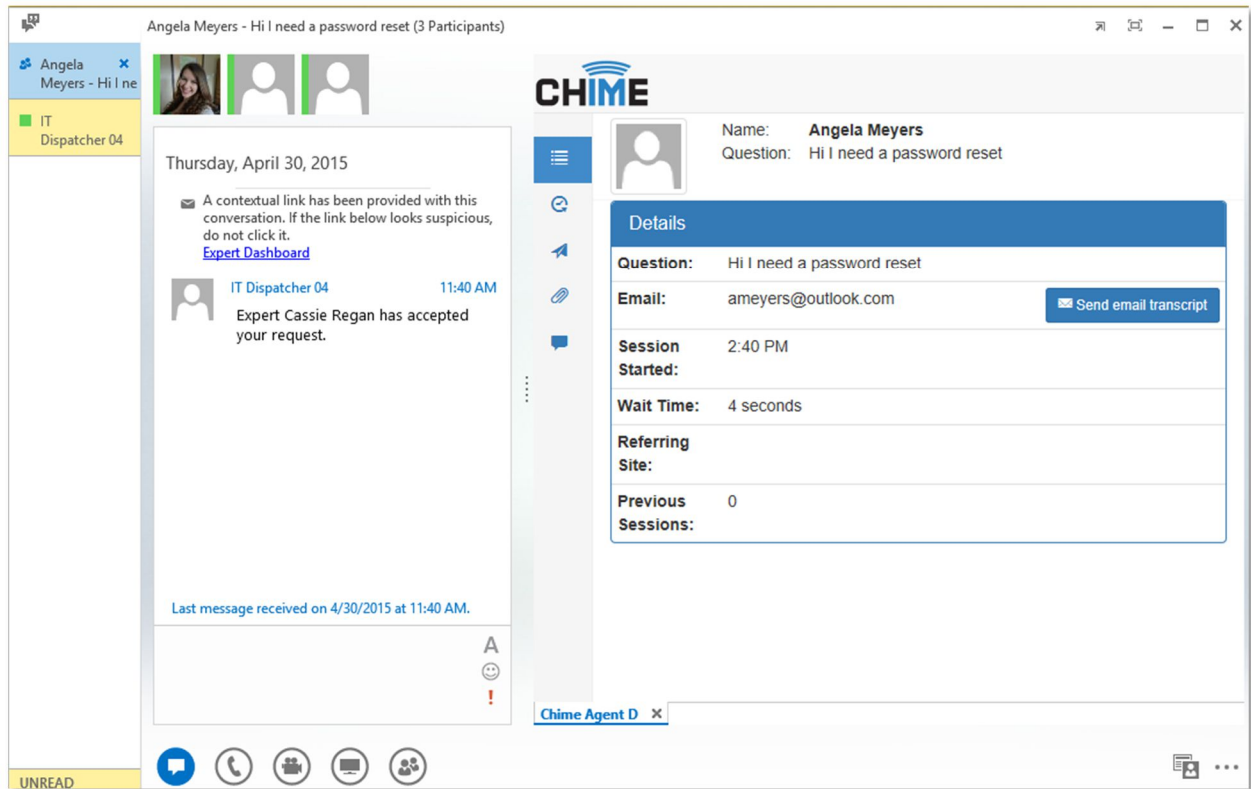 Angela Meyers - Hi I need a password reset (3 Participants)
Angela
Meyers - Hi I ne
IT
Dispatcher 04
UNREAD
Thursday, April 30, 2015
A contextual link has been provided with this
conversation. If the link below looks suspicious,
do not click it.
Expert Dashboard
IT Dispatcher 04 11:40 AM
Expert Cassie Regan has accepted
your request.
Last message received on 4/30/2015 at 11:40 AM.
A
!
CHIME
Name: Angela Meyers
Question: Hi I need a password reset
Details
Question: Hi I need a password reset
Email: ameyers@outlook.com Send email transcript
Session
Started: 2:40 PM
Wait Time: 4 seconds
Referring
Site:
Previous
Sessions: 0
Chime Agent D